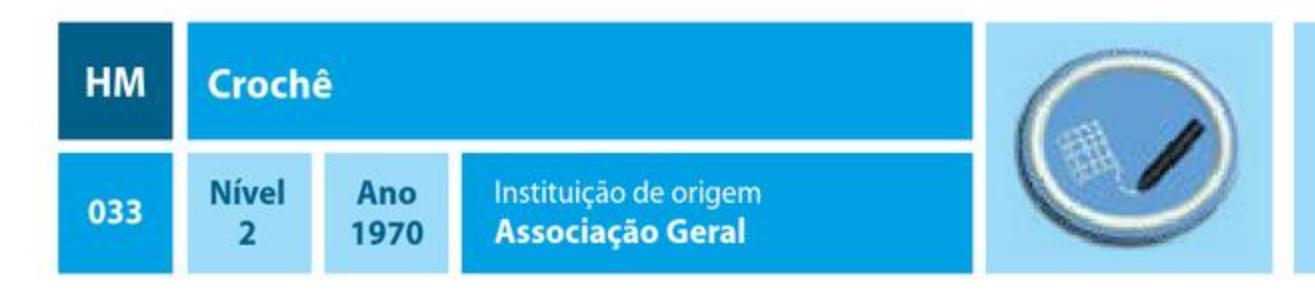 HM
Crochê
033
Nível
2
Ano
1970
Instituição de origem
Associação Geral